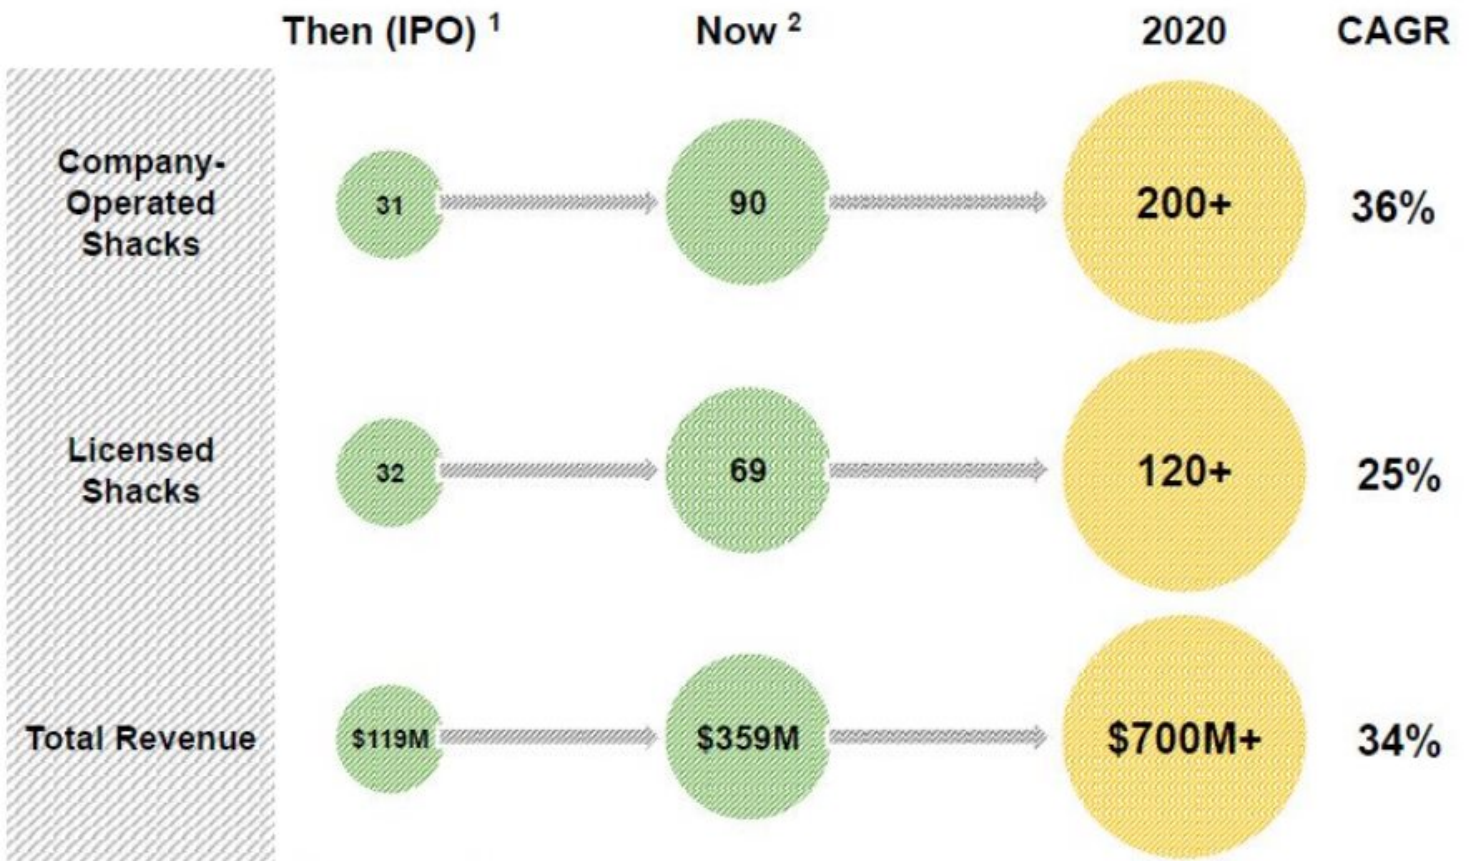 Then (IPO) 1 Now 2 2020 CAGR
Company-
Operated
Shacks
31 90 200+ 36%
Licensed
Shacks
32 69 120+ 25%
Total Revenue $119M $359M $700M+ 34%